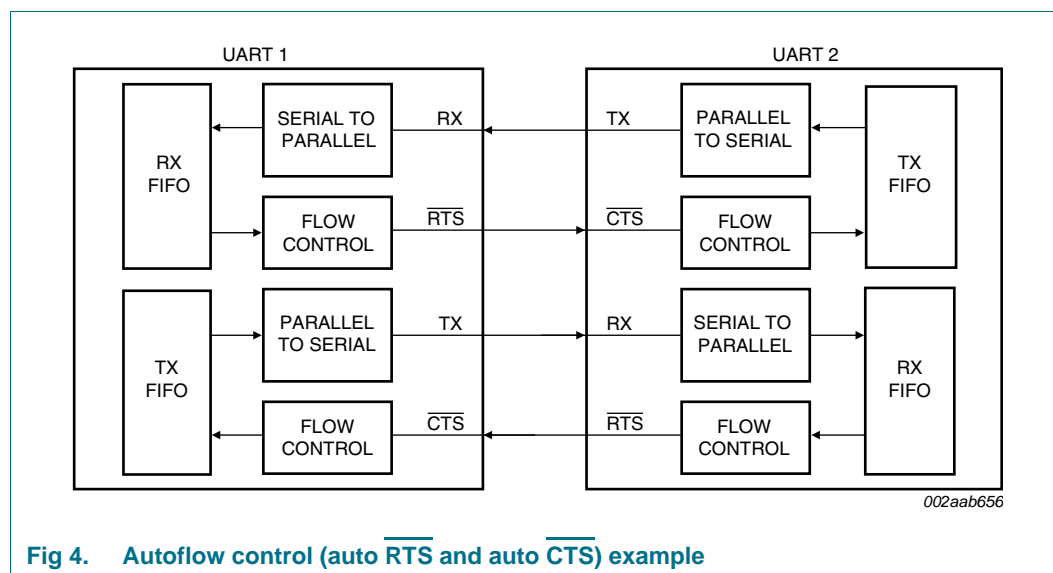 UART 1
UART 2
RX
FIFO
SERIAL TO
PARALLEL
RX
TX
PARALLEL
TO SERIAL
TX
FIFO
FLOW
CONTROL
RTS
CTS
FLOW
CONTROL
TX
FIFO
PARALLEL
TO SERIAL
TX
RX
SERIAL TO
PARALLEL
RX
FIFO
FLOW
CONTROL
CTS
RTS
FLOW
CONTROL
002aab656
Fig 4. Autoflow control (auto RTS and auto CTS) example